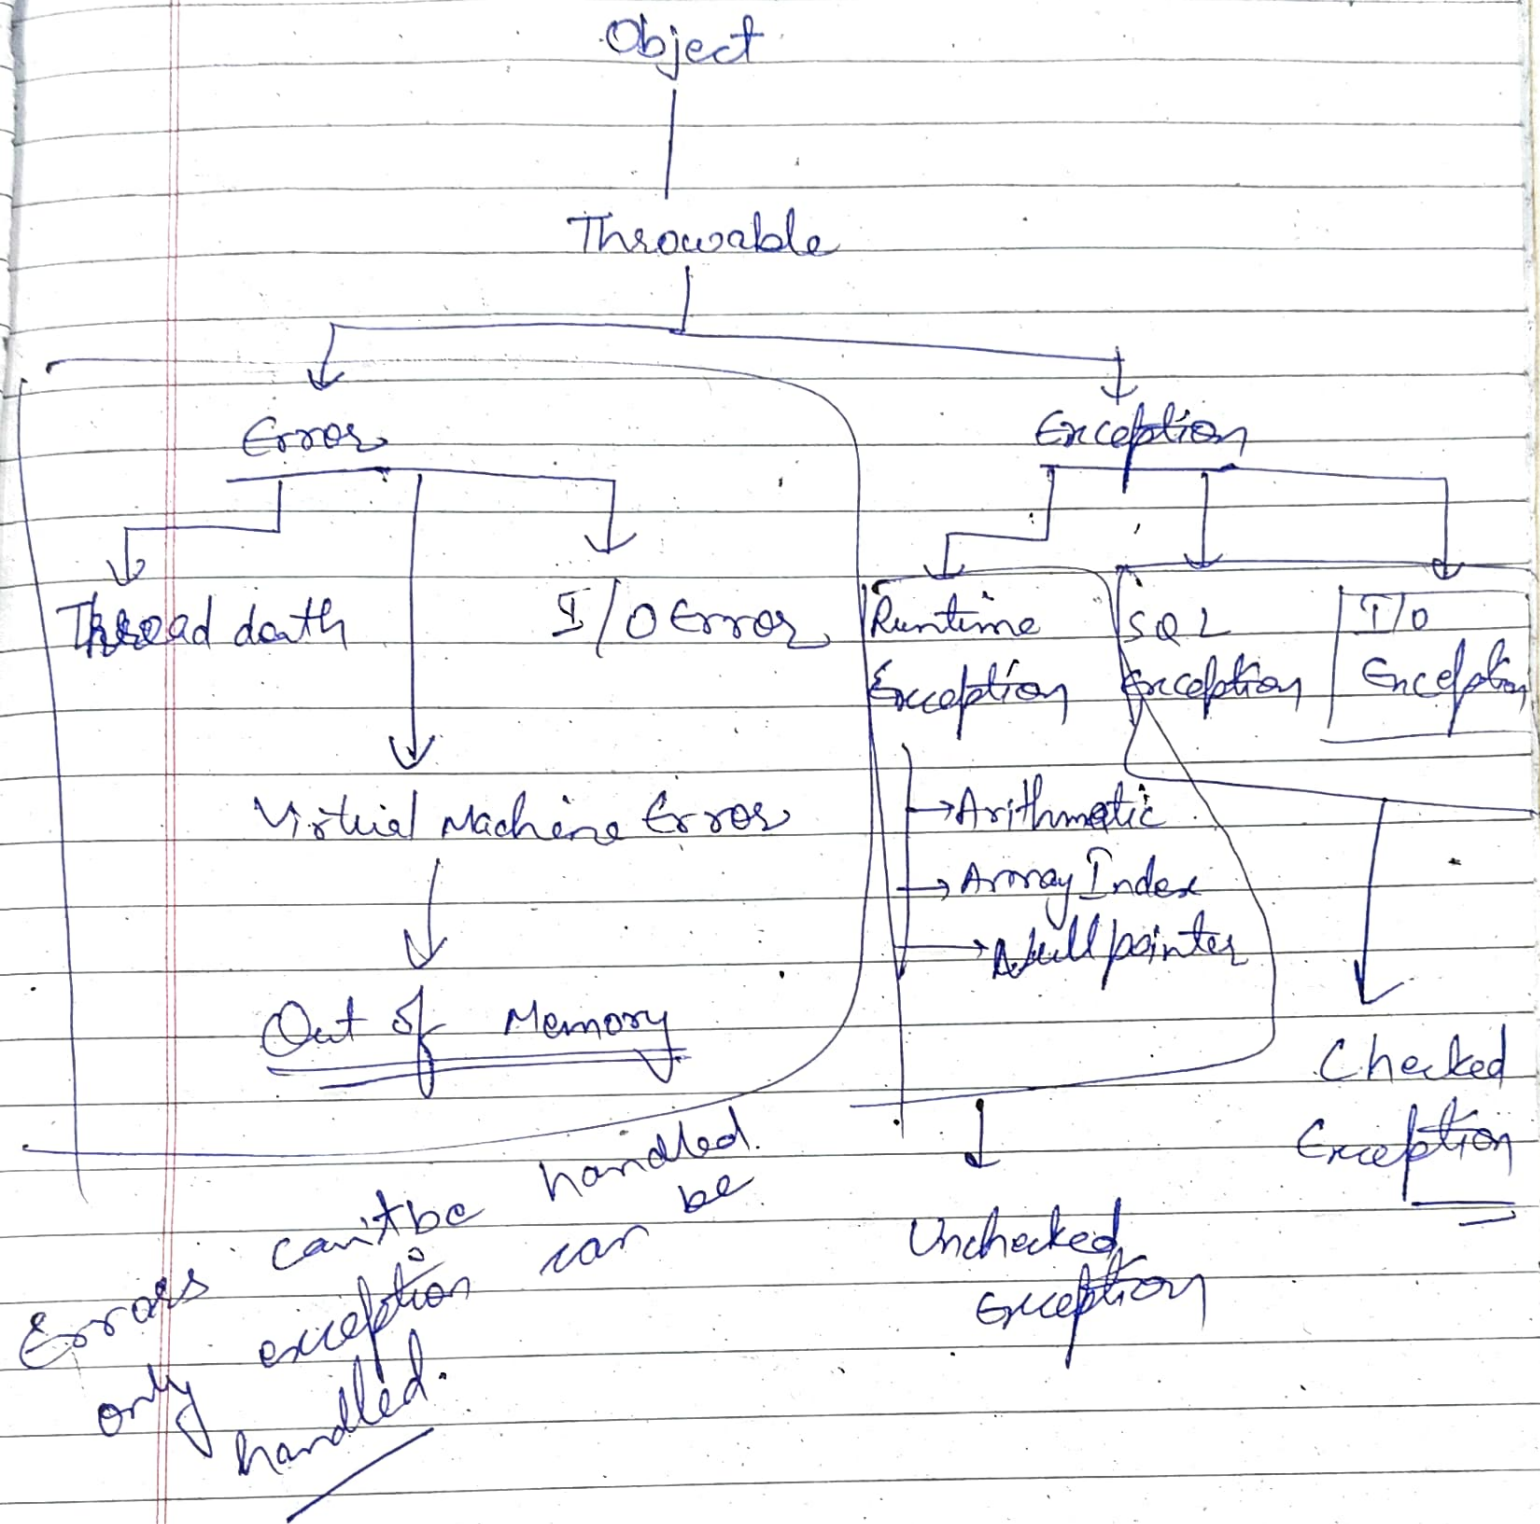 Object
Throwable
Error
Exception
Thread death
I/O Error
Runtime
Exception
SQL
Exception
I/O
Exception
Virtual Machine Error
Arithmatic
Array Index
Null pointer
Out of Memory
Checked
Exception
Unchecked
Exception
Errors can't be handled.
only exception can be
handled.